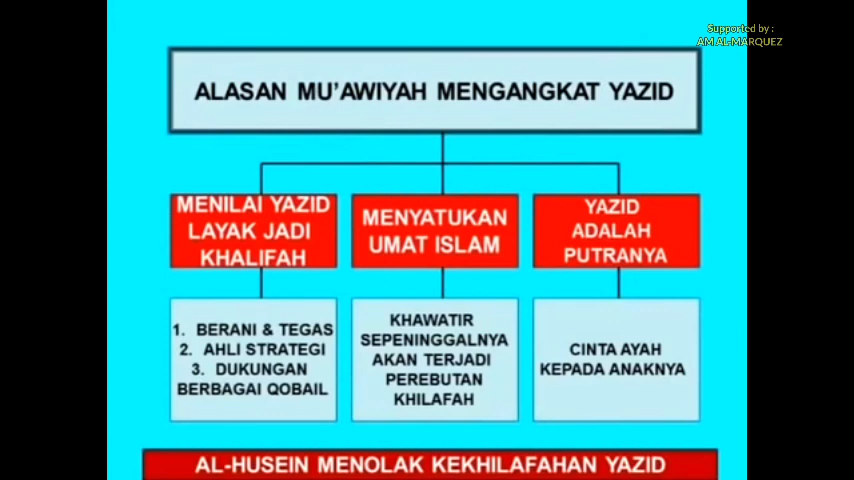 Supported by :
AM AL-MARQUEZ
ALASAN MU'AWIYAH MENGANGKAT YAZID
MENILAI YAZID
LAYAK JADI
KHALIFAH
MENYATUKAN
UMAT ISLAM
YAZID
ADALAH
PUTRANYA
1. BERANI & TEGAS
2. AHLI STRATEGI
3. DUKUNGAN
BERBAGAI QOBAIL
KHAWATIR
SEPENINGGALNYA
AKAN TERJADI
PEREBUTAN
KHILAFAH
CINTA AYAH
KEPADA ANAKNYA
AL-HUSEIN MENOLAK KEKHILAFAHAN YAZID